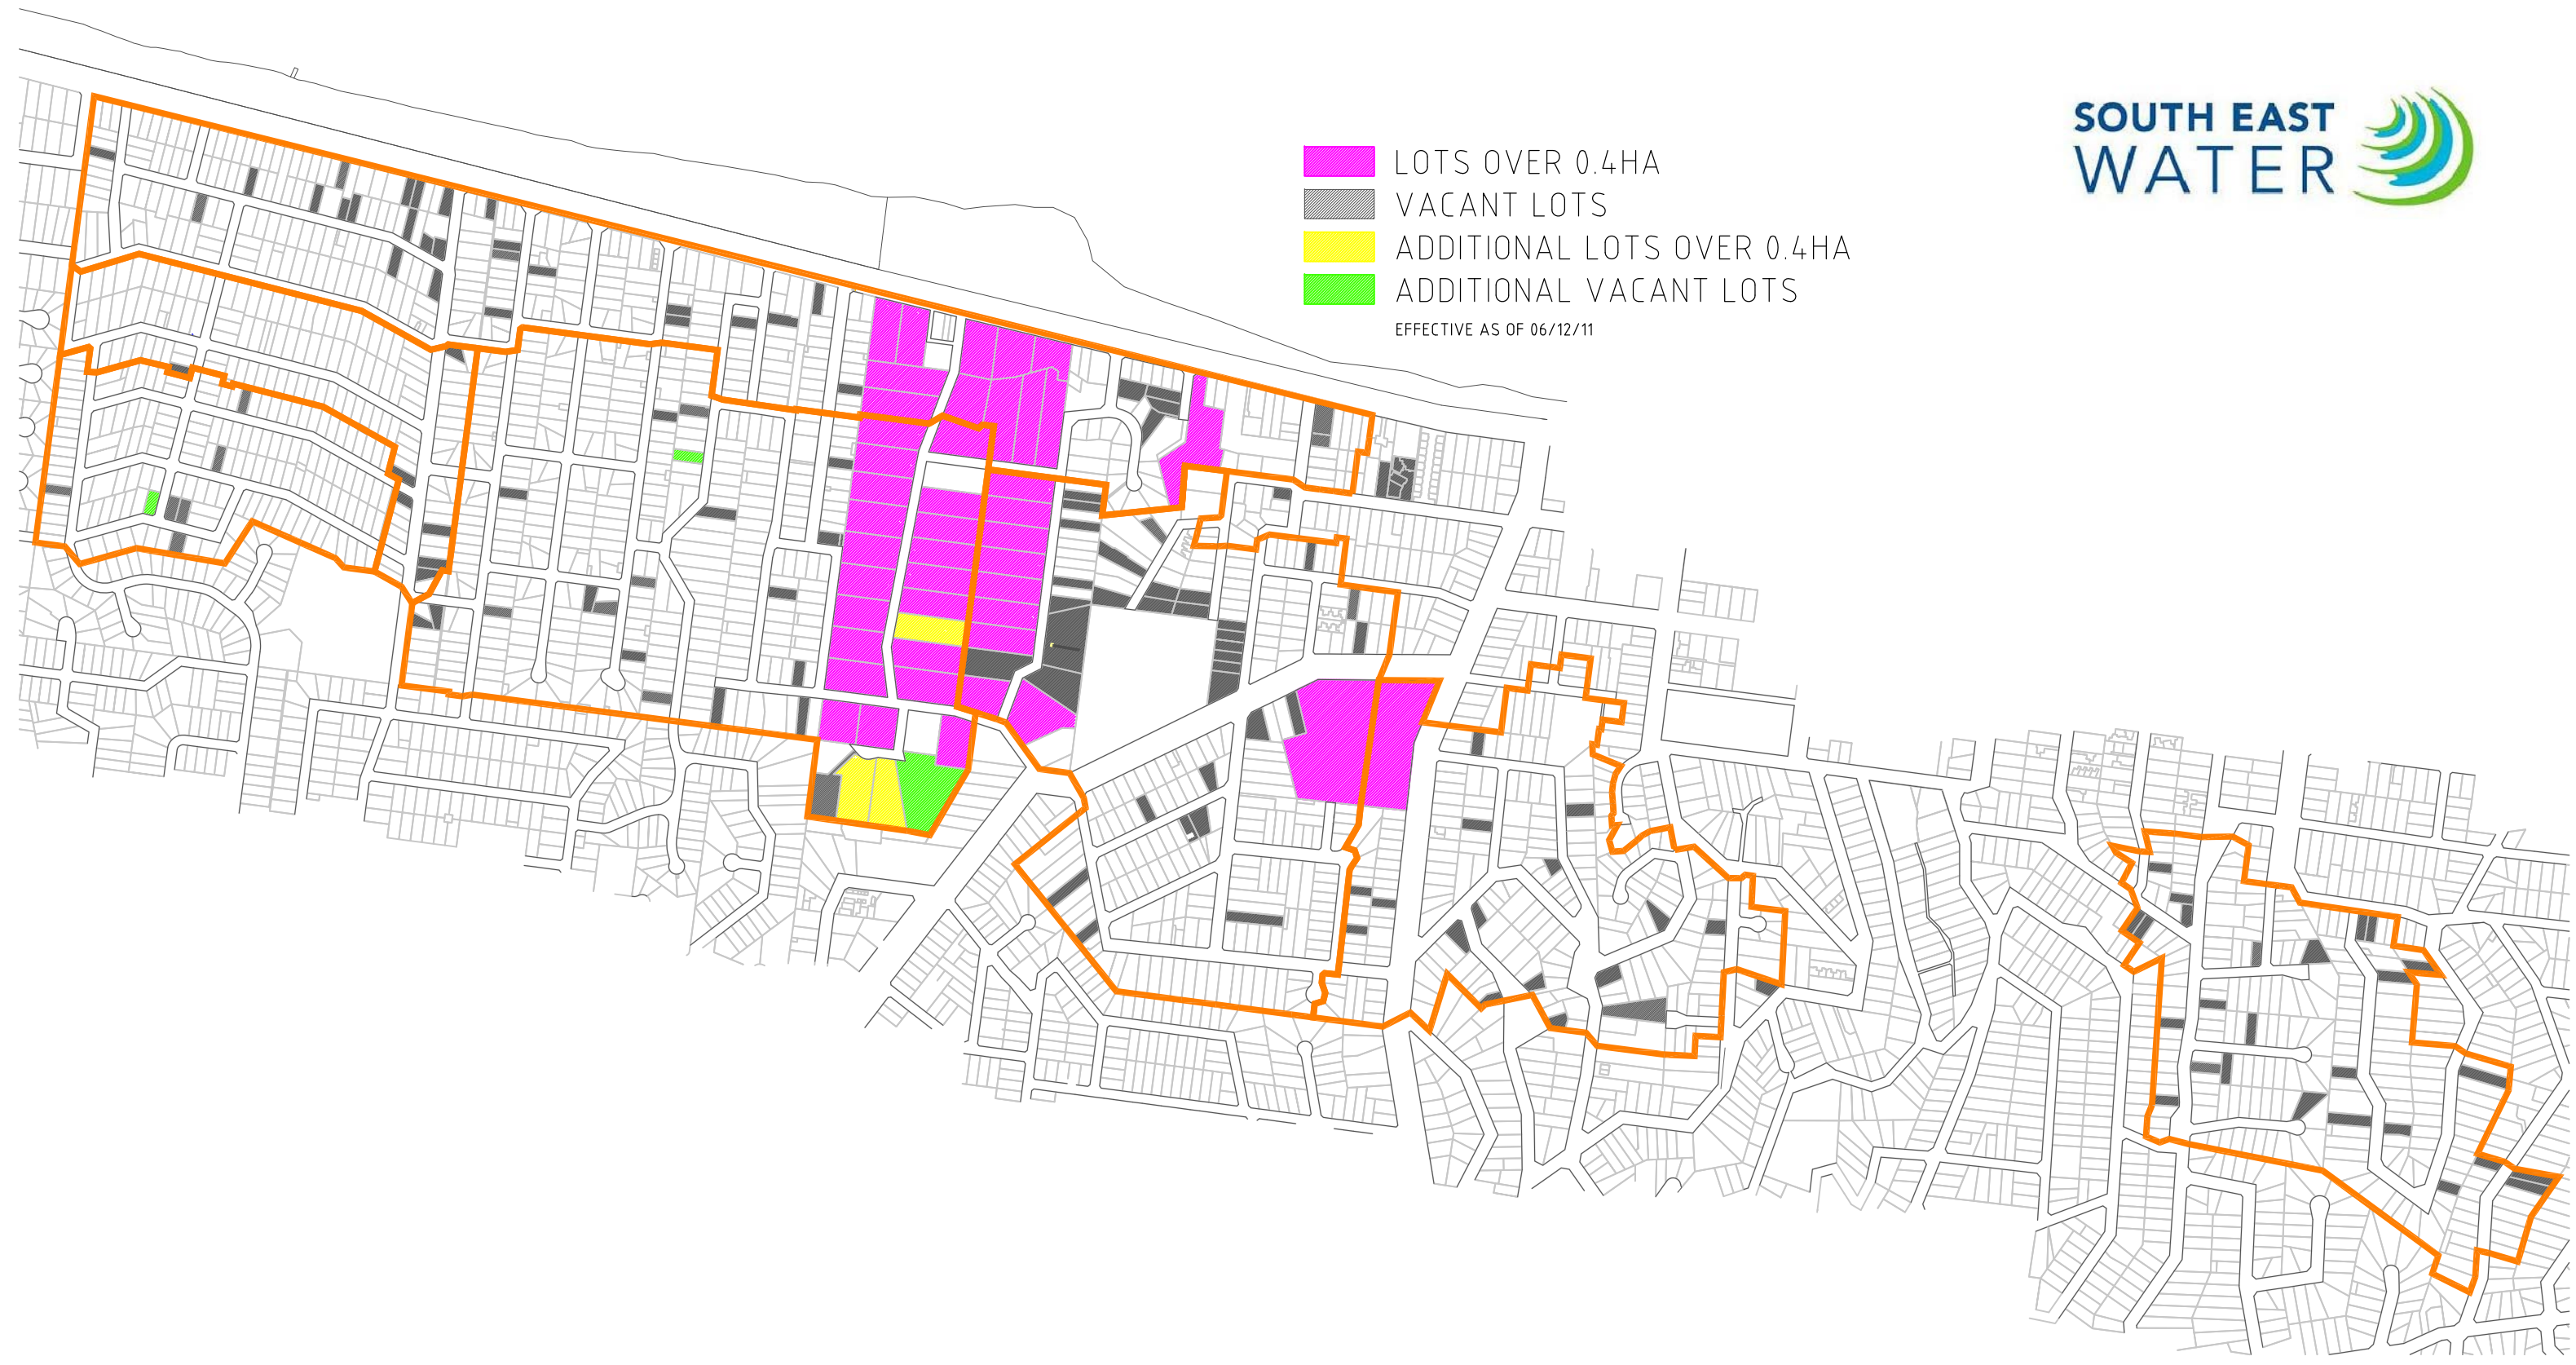 SOUTH EAST
WATER
LOTS OVER 0.4HA
VACANT LOTS
ADDITIONAL LOTS OVER 0.4HA
ADDITIONAL VACANT LOTS
EFFECTIVE AS OF 06/12/11